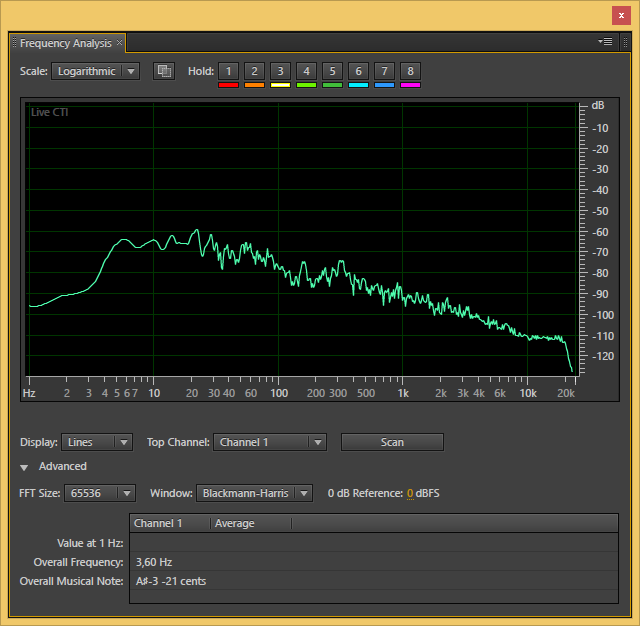 x
Frequency Analysis ×
Scale: Logarithmic Hold: 1 2 3 4 5 6 7 8
Live CTI
dB
-10
-20
-30
-40
-50
-60
-70
-80
-90
-100
-110
-120
Hz 2 3 4 5 6 7 10 20 30 40 60 100 200 300 500 1k 2k 3k 4k 6k 10k 20k
Display: Lines Top Channel: Channel 1 Scan
Advanced
FFT Size: 65536 Window: Blackmann-Harris 0 dB Reference: 0 dBFS
Channel 1 Average
Value at 1 Hz:
Overall Frequency: 3,60 Hz
Overall Musical Note: A♯-3 -21 cents